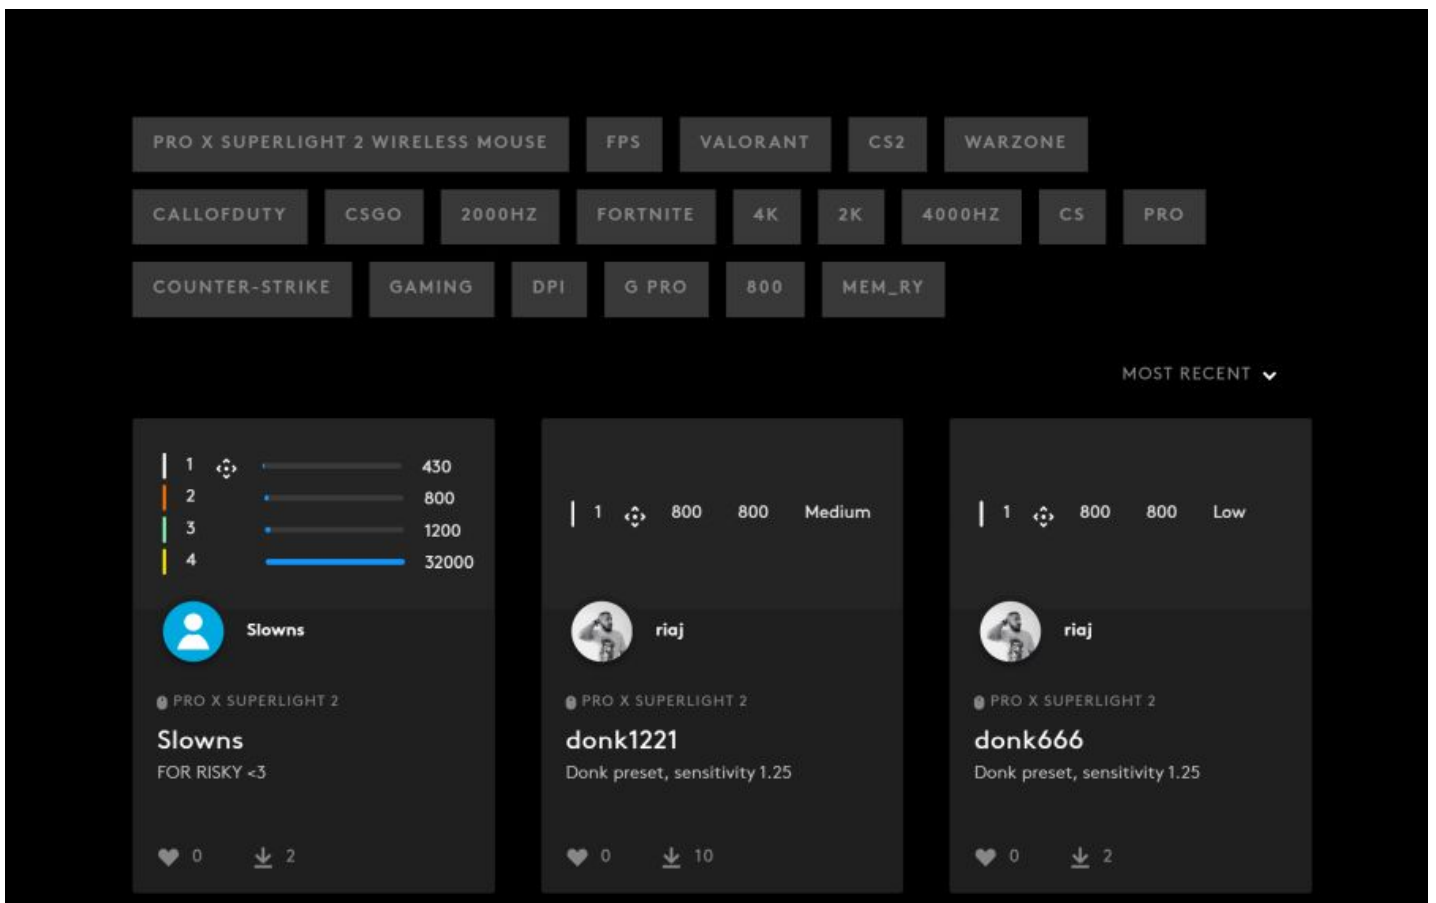 PRO X SUPERLIGHT 2 WIRELESS MOUSE FPS VALORANT CS2 WARZONE
CALLOFDUTY CSGO 2000HZ FORTNITE 4K 2K 4000HZ CS PRO
COUNTER-STRIKE GAMING DPI G PRO 800 MEM_RY
MOST RECENT
1 430
2 800
3 1200
4 32000
Slowns
PRO X SUPERLIGHT 2
Slowns
FOR RISKY <3
0 2
1 800 800 Medium
riaj
PRO X SUPERLIGHT 2
donk1221
Donk preset, sensitivity 1.25
0 10
1 800 800 Low
riaj
PRO X SUPERLIGHT 2
donk666
Donk preset, sensitivity 1.25
0 2